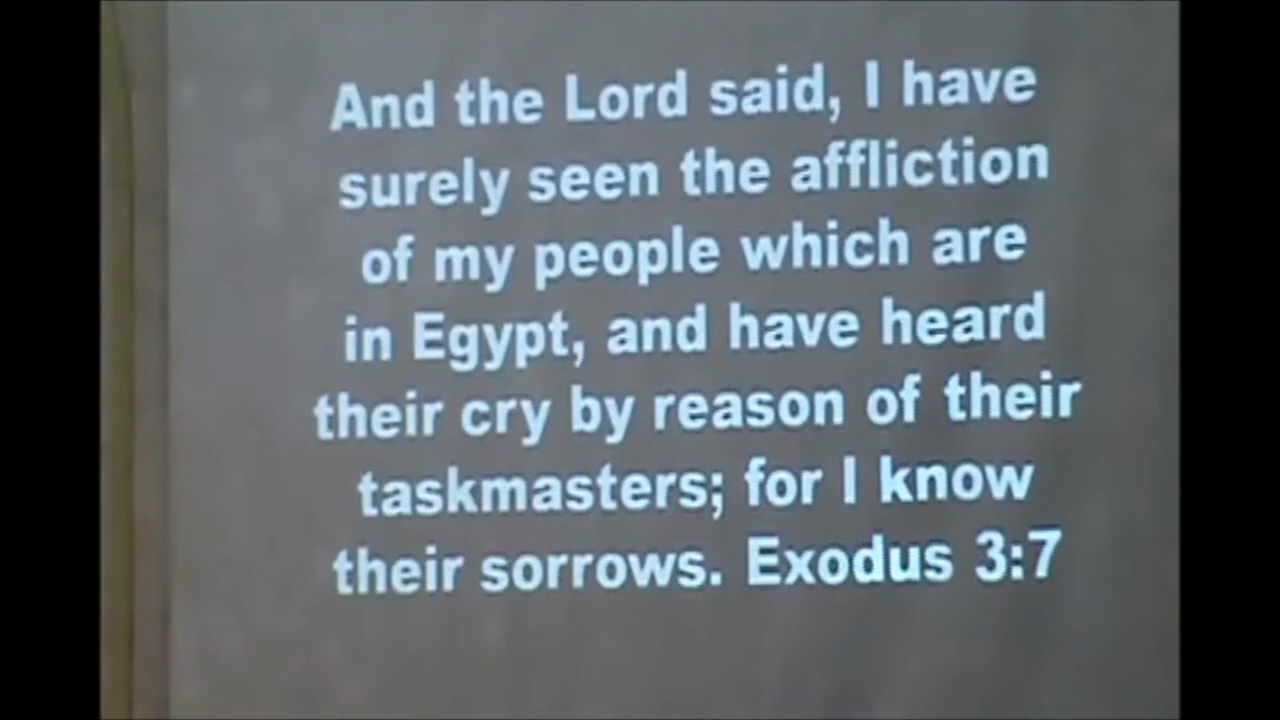 And the Lord said, I have
surely seen the affliction
of my people which are
in Egypt, and have heard
their cry by reason of their
taskmasters; for I know
their sorrows. Exodus 3:7